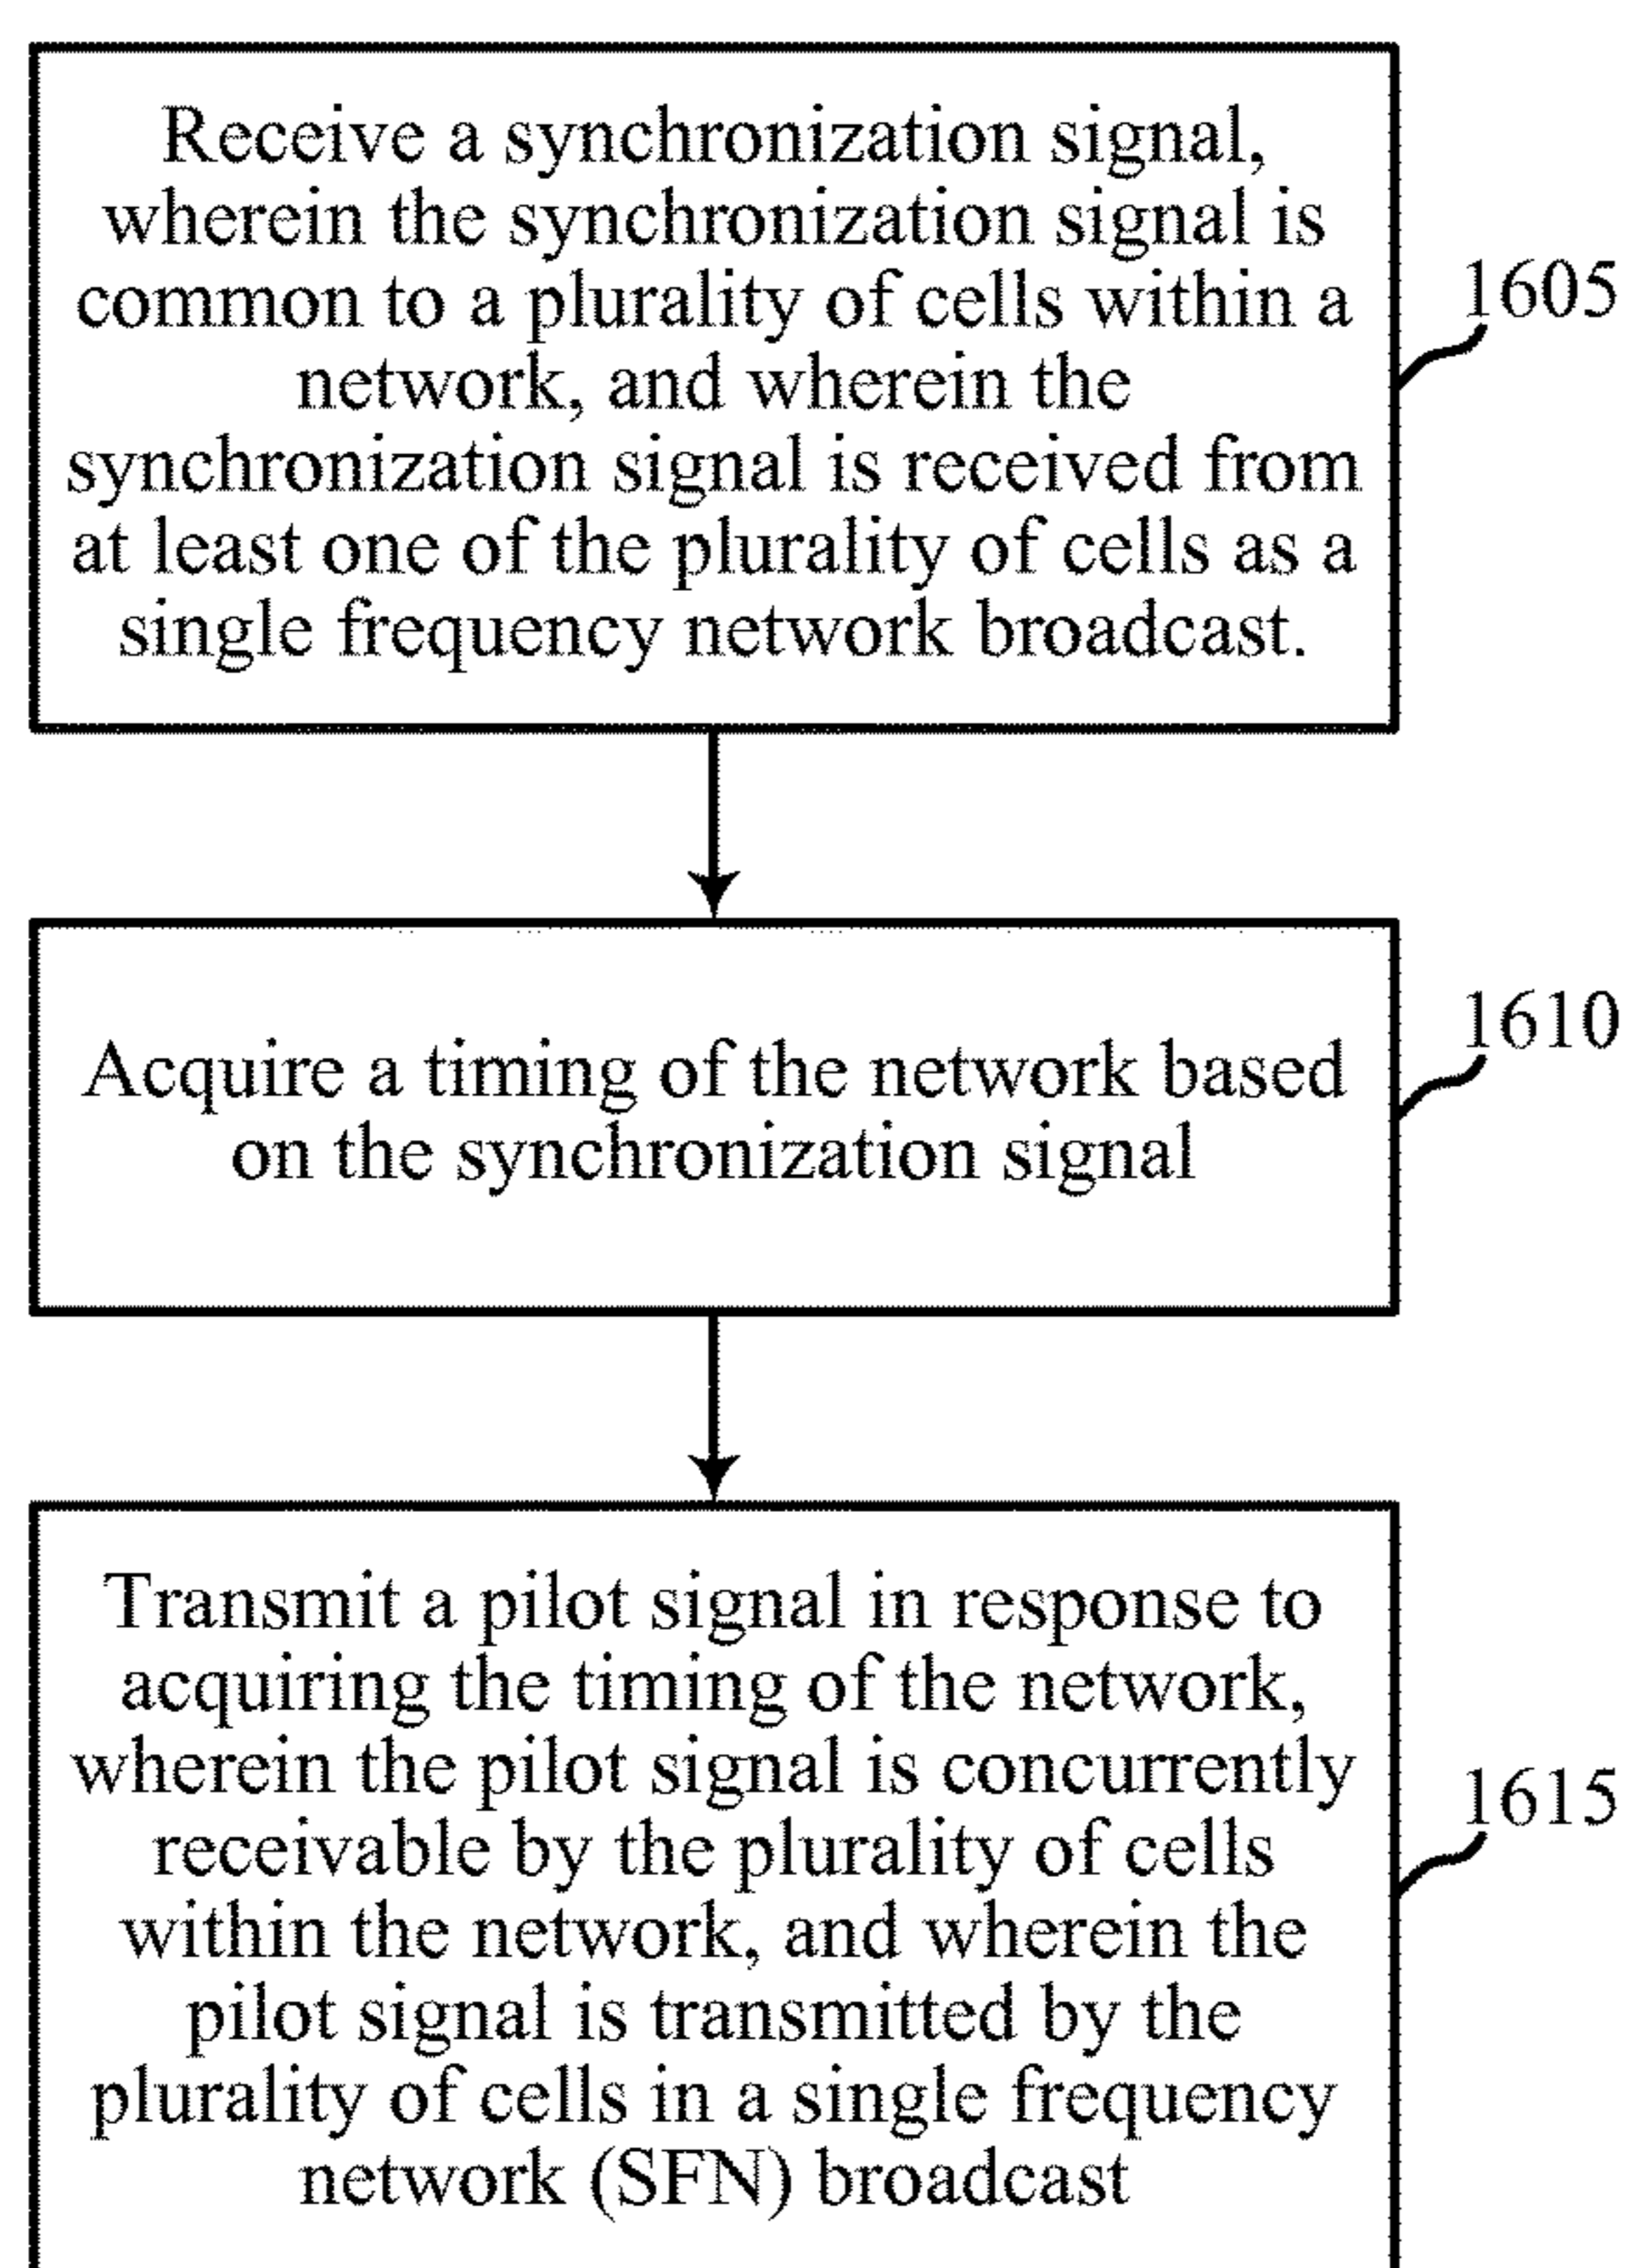 Receive a synchronization signal,
wherein the synchronization signal is
common to a plurality of cells within a
network, and wherein the
synchronization signal is received from
at least one of the plurality of cells as a
single frequency network broadcast.
1605
Acquire a timing of the network based
on the synchronization signal
1610
Transmit a pilot signal in response to
acquiring the timing of the network,
wherein the pilot signal is concurrently
receivable by the plurality of cells
within the network, and wherein the
pilot signal is transmitted by the
plurality of cells in a single frequency
network (SFN) broadcast
1615